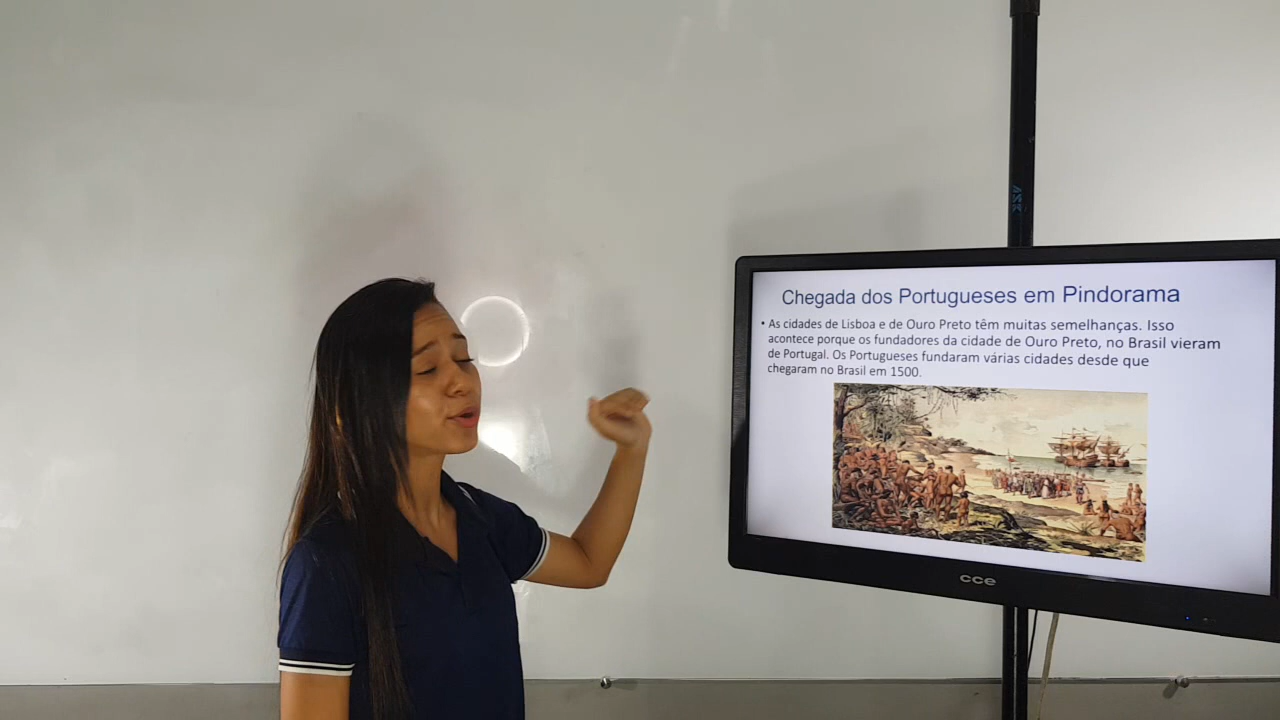 Chegada dos Portugueses em Pindorama
• As cidades de Lisboa e de Ouro Preto têm muitas semelhanças. Isso
acontece porque os fundadores da cidade de Ouro Preto, no Brasil vieram
de Portugal. Os Portugueses fundaram várias cidades desde que
chegaram no Brasil em 1500.
cce
ASK